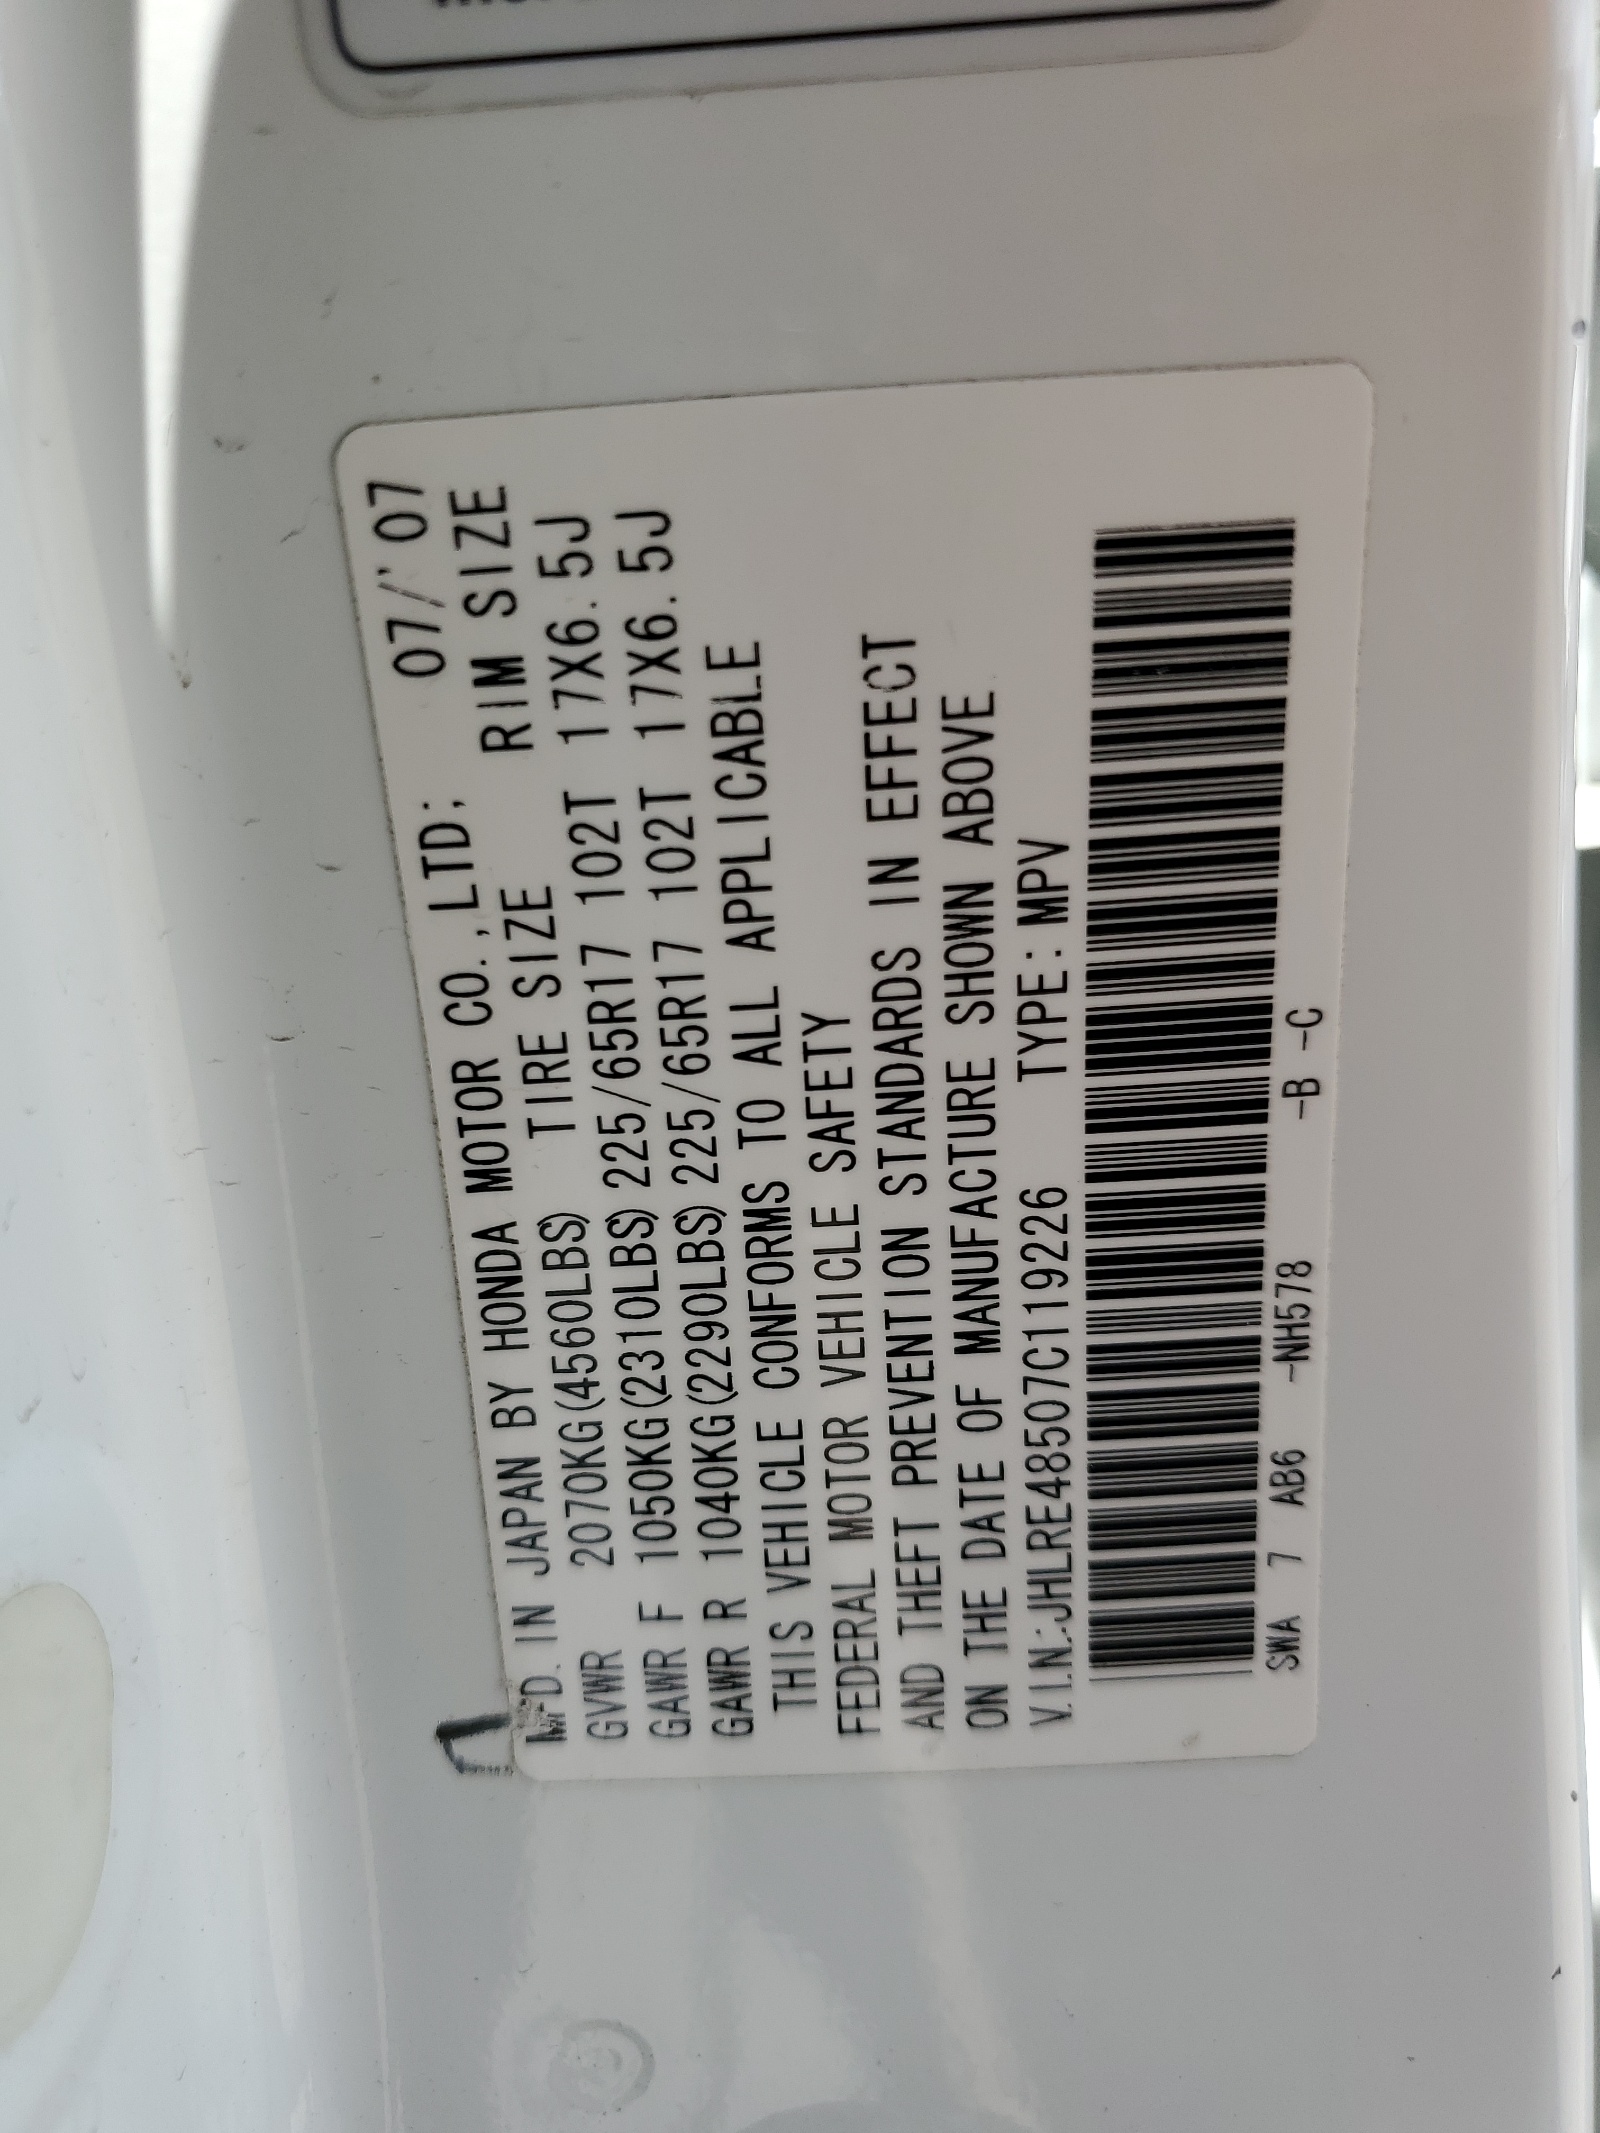 MFD. IN JAPAN BY HONDA MOTOR CO.,LTD; 07/'07
GVWR 2070KG(4560LBS) TIRE SIZE RIM SIZE
GAWR F 1050KG(2310LBS) 225/65R17 102T 17X6.5J
GAWR R 1040KG(2290LBS) 225/65R17 102T 17X6.5J
THIS VEHICLE CONFORMS TO ALL APPLICABLE
FEDERAL MOTOR VEHICLE SAFETY
AND THEFT PREVENTION STANDARDS IN EFFECT
ON THE DATE OF MANUFACTURE SHOWN ABOVE
V.I.N.:JHLRE48507C119226 TYPE:MPV
SWA 7 AB6 -NH578 -B -C